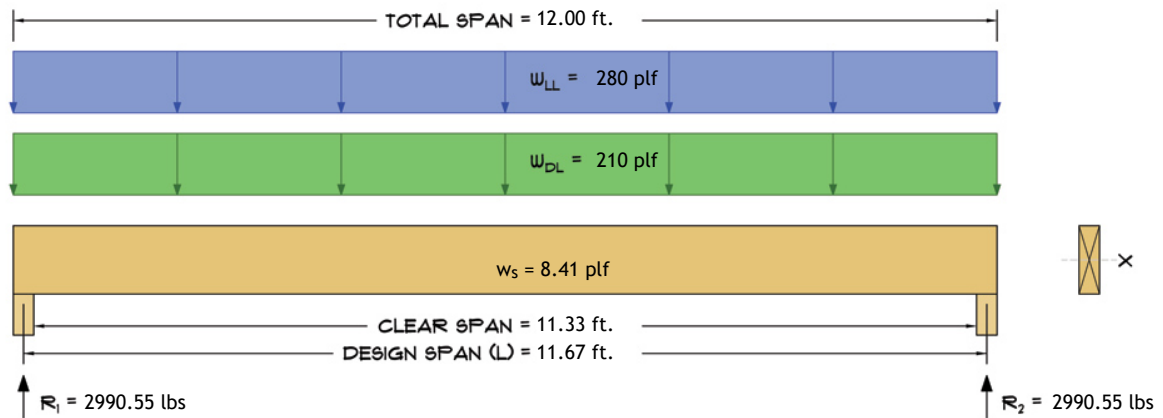 TOTAL SPAN = 12.00 ft.
WLL = 280 plf
WDL = 210 plf
ws = 8.41 plf
X
CLEAR SPAN = 11.33 ft.
DESIGN SPAN (L) = 11.67 ft.
R1 = 2990.55 lbs
R2 = 2990.55 lbs